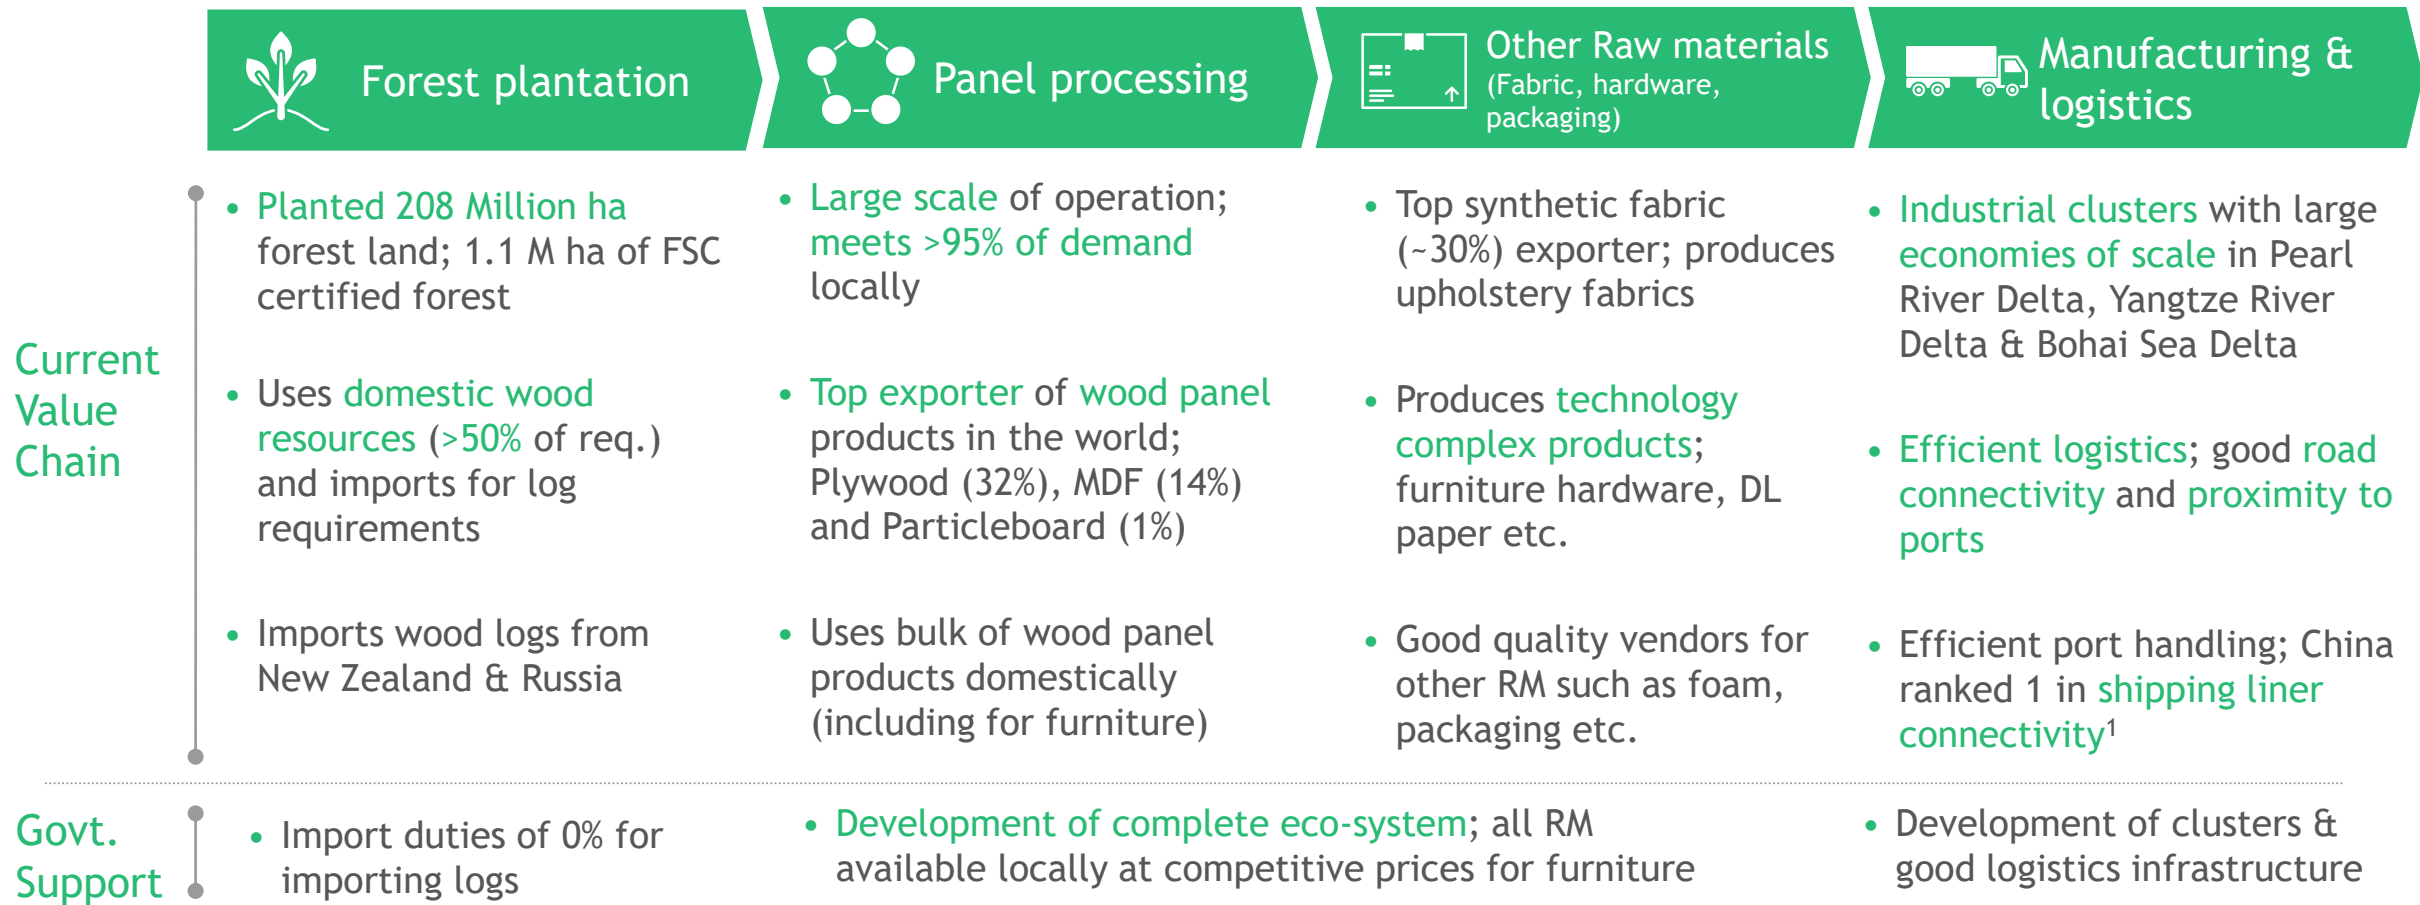 Forest plantation
Panel processing
Other Raw materials
(Fabric, hardware,
packaging)
Manufacturing &
logistics
Current
Value
Chain
• Planted 208 Million ha
forest land; 1.1 M ha of FSC
certified forest
• Uses domestic wood
resources (>50% of req.)
and imports for log
requirements
• Imports wood logs from
New Zealand & Russia
• Large scale of operation;
meets >95% of demand
locally
• Top exporter of wood panel
products in the world;
Plywood (32%), MDF (14%)
and Particleboard (1%)
• Uses bulk of wood panel
products domestically
(including for furniture)
• Top synthetic fabric
(~30%) exporter; produces
upholstery fabrics
• Produces technology
complex products;
furniture hardware, DL
paper etc.
• Good quality vendors for
other RM such as foam,
packaging etc.
• Industrial clusters with large
economies of scale in Pearl
River Delta, Yangtze River
Delta & Bohai Sea Delta
• Efficient logistics; good road
connectivity and proximity to
ports
• Efficient port handling; China
ranked 1 in shipping liner
connectivity¹
Govt.
Support
• Import duties of 0% for
importing logs
• Development of complete eco-system; all RM
available locally at competitive prices for furniture
• Development of clusters &
good logistics infrastructure